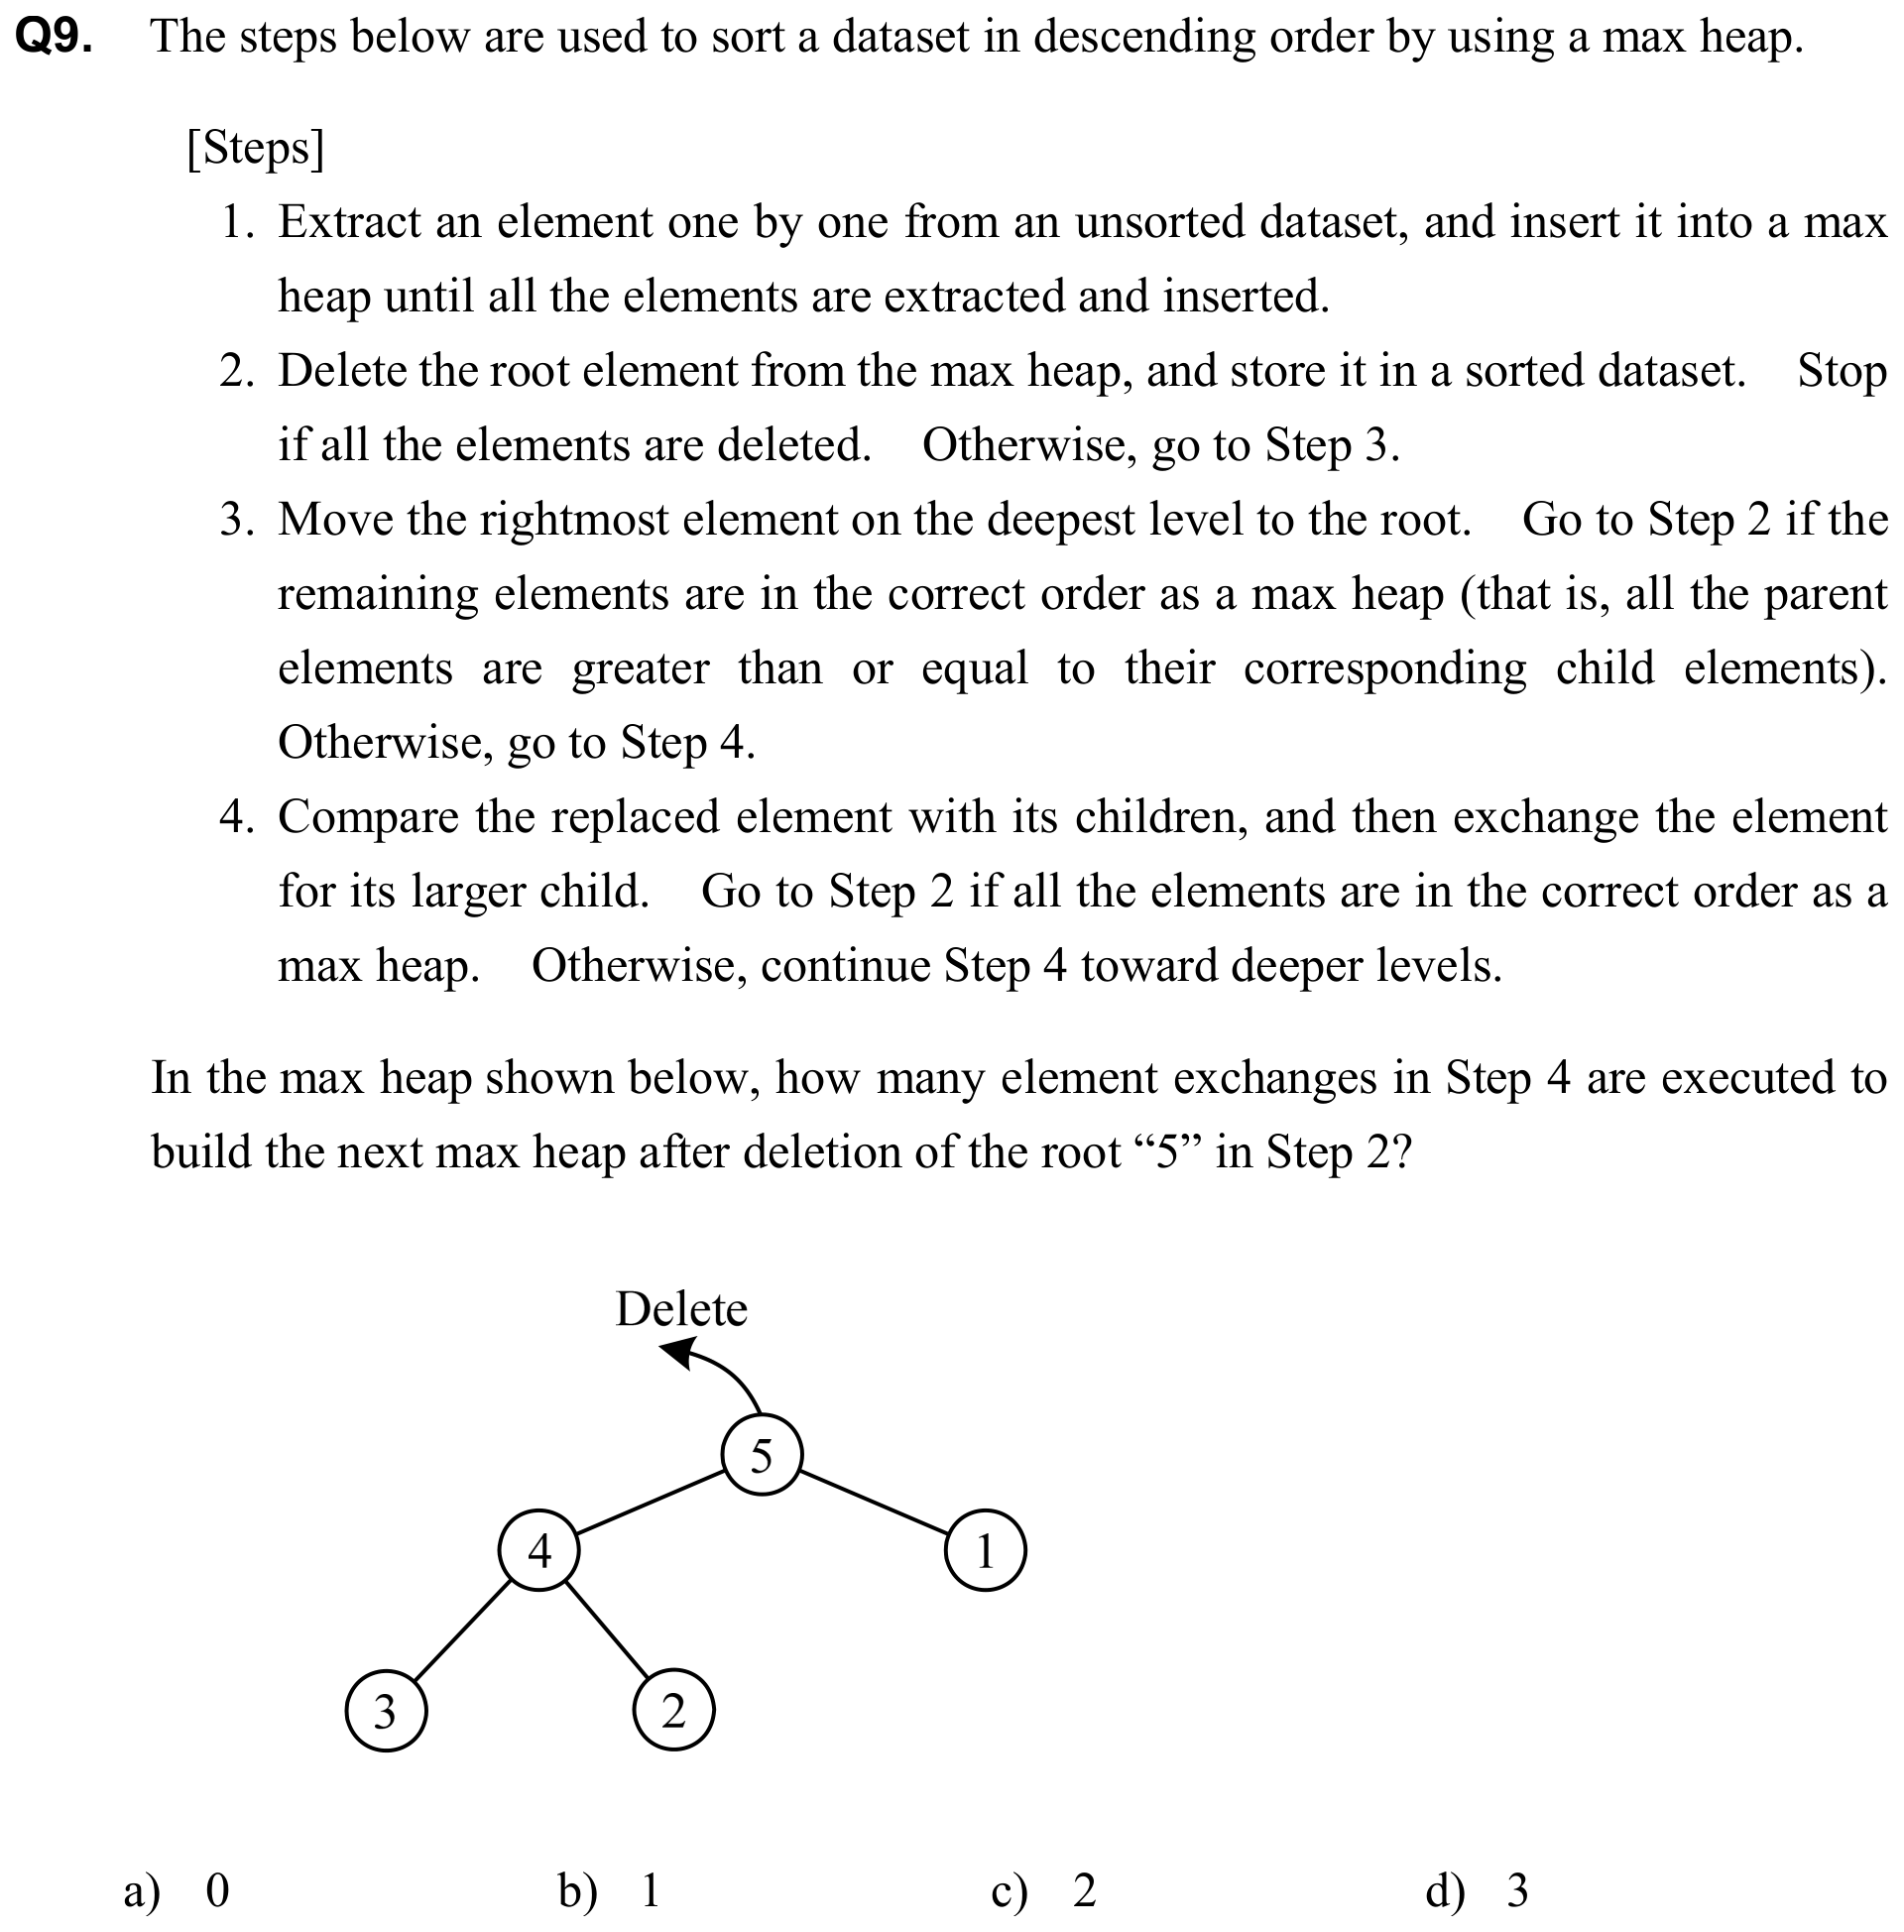 Q9. The steps below are used to sort a dataset in descending order by using a max heap.
[Steps]
1. Extract an element one by one from an unsorted dataset, and insert it into a max
heap until all the elements are extracted and inserted.
2. Delete the root element from the max heap, and store it in a sorted dataset. Stop
if all the elements are deleted. Otherwise, go to Step 3.
3. Move the rightmost element on the deepest level to the root. Go to Step 2 if the
remaining elements are in the correct order as a max heap (that is, all the parent
elements are greater than or equal to their corresponding child elements).
Otherwise, go to Step 4.
4. Compare the replaced element with its children, and then exchange the element
for its larger child. Go to Step 2 if all the elements are in the correct order as a
max heap. Otherwise, continue Step 4 toward deeper levels.
In the max heap shown below, how many element exchanges in Step 4 are executed to
build the next max heap after deletion of the root “5” in Step 2?
Delete
5
4 1
3 2
a) 0 b) 1 c) 2 d) 3